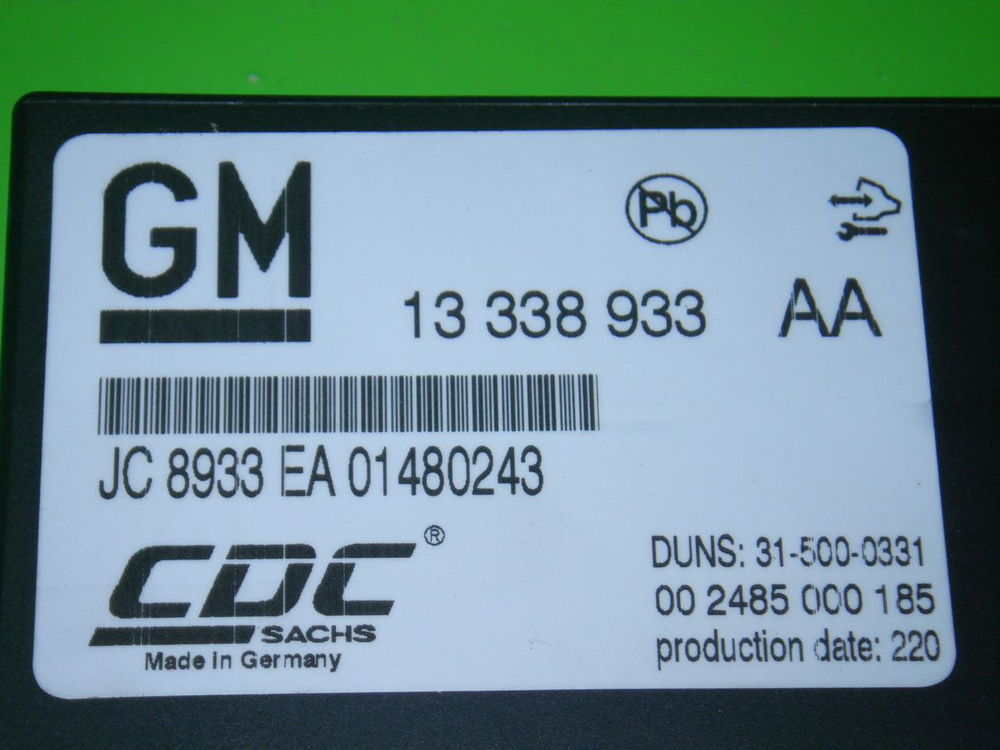 GM
Pb
13 338 933 AA
JC 8933 EA 01480243
CDC®
SACHS
Made in Germany
DUNS: 31-500-0331
00 2485 000 185
production date: 220